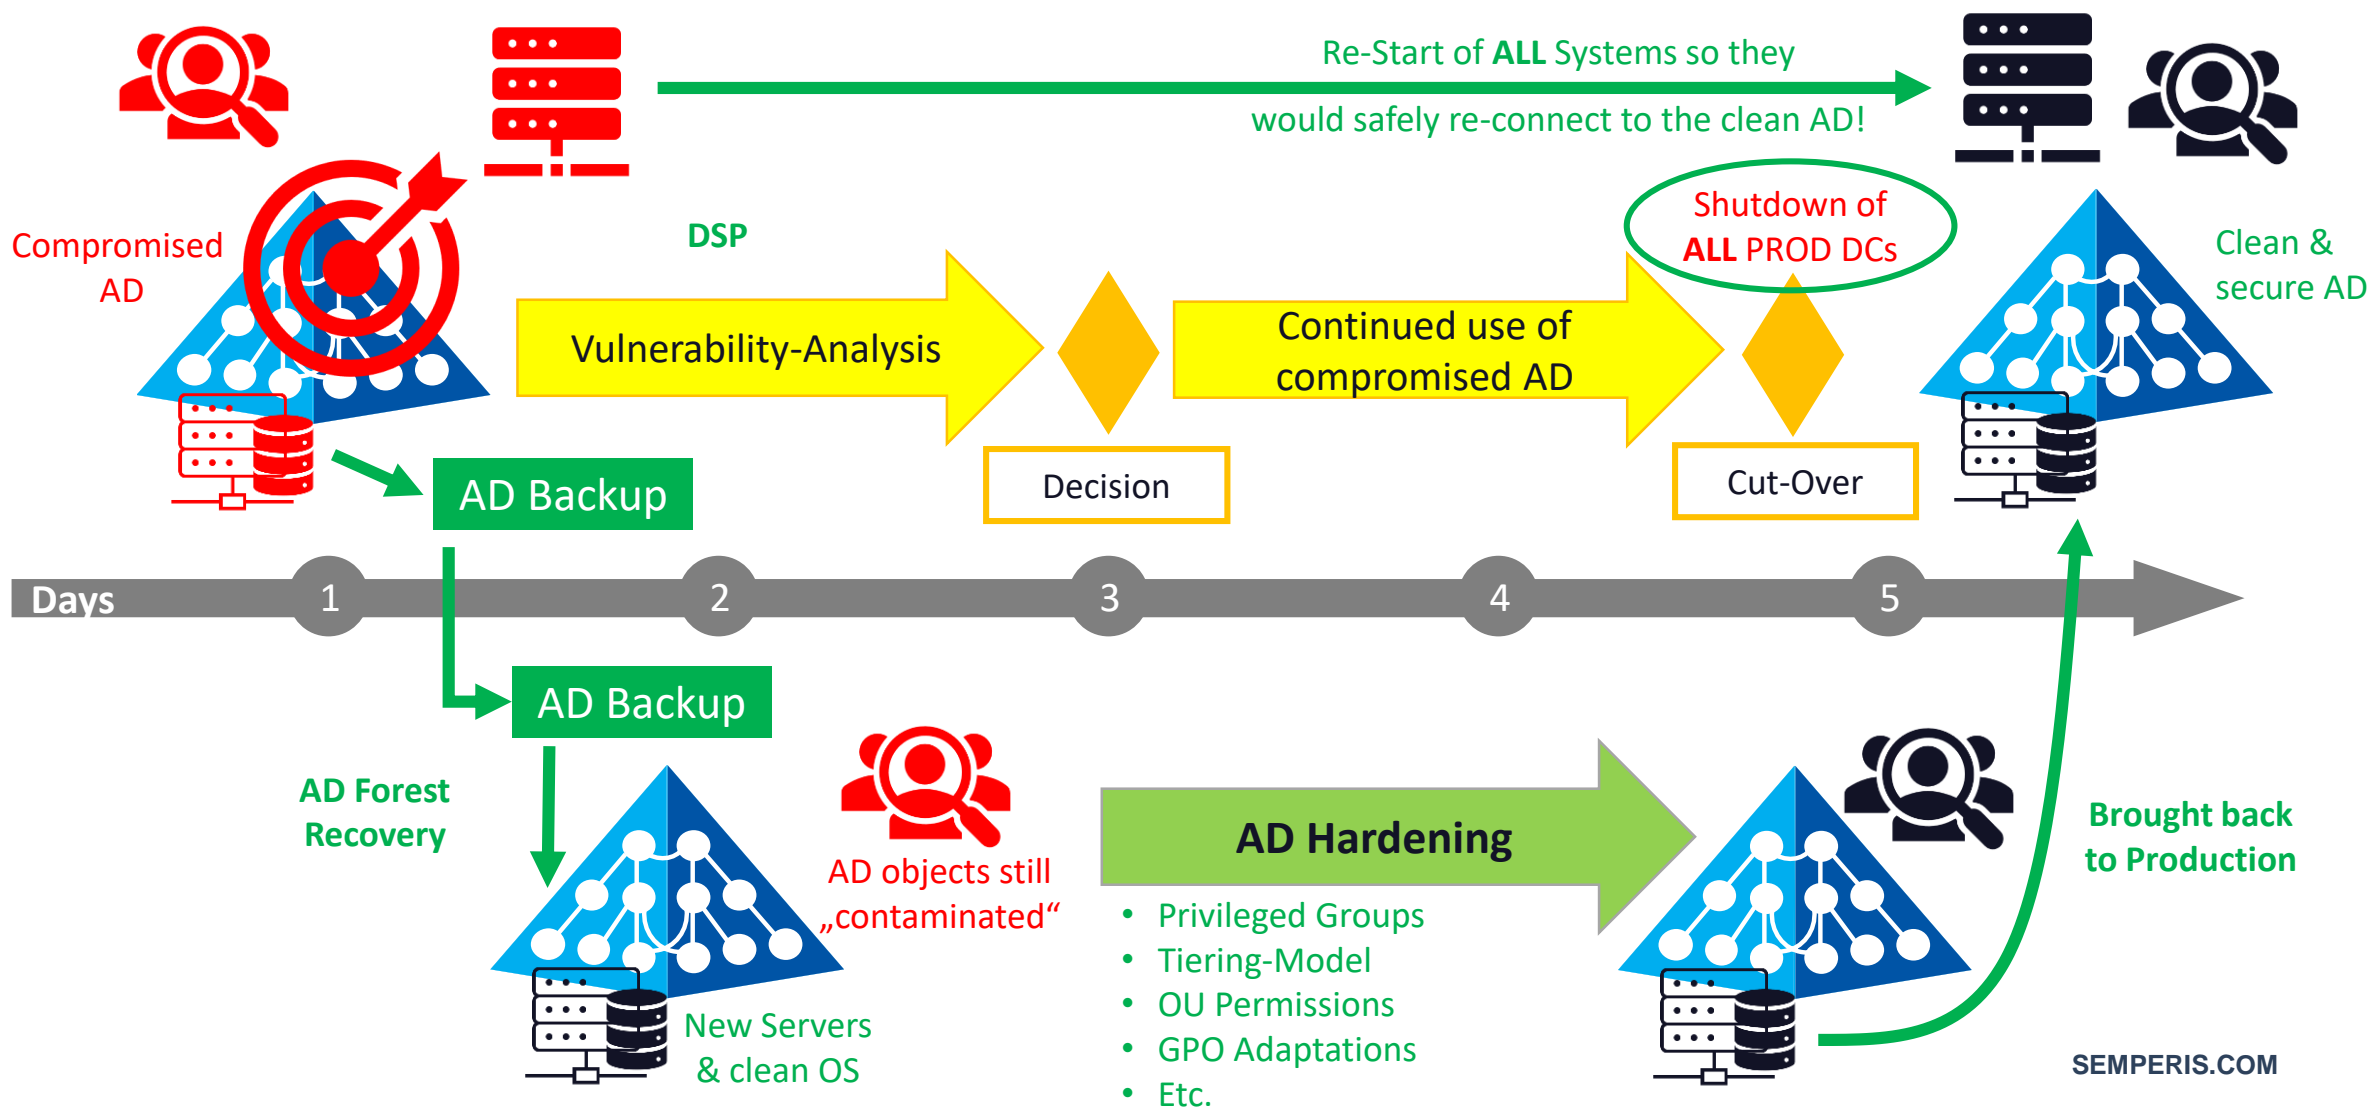 Re-Start of ALL Systems so they
would safely re-connect to the clean AD!
Compromised
AD
DSP
Vulnerability-Analysis
Decision
Continued use of
compromised AD
Shutdown of
ALL PROD DCs
Cut-Over
Clean &
secure AD
AD Backup
Days
1
2
3
4
5
AD Backup
AD Forest
Recovery
AD objects still
„contaminated“
New Servers
& clean OS
AD Hardening
• Privileged Groups
• Tiering-Model
• OU Permissions
• GPO Adaptations
• Etc.
Brought back
to Production
SEMPERIS.COM